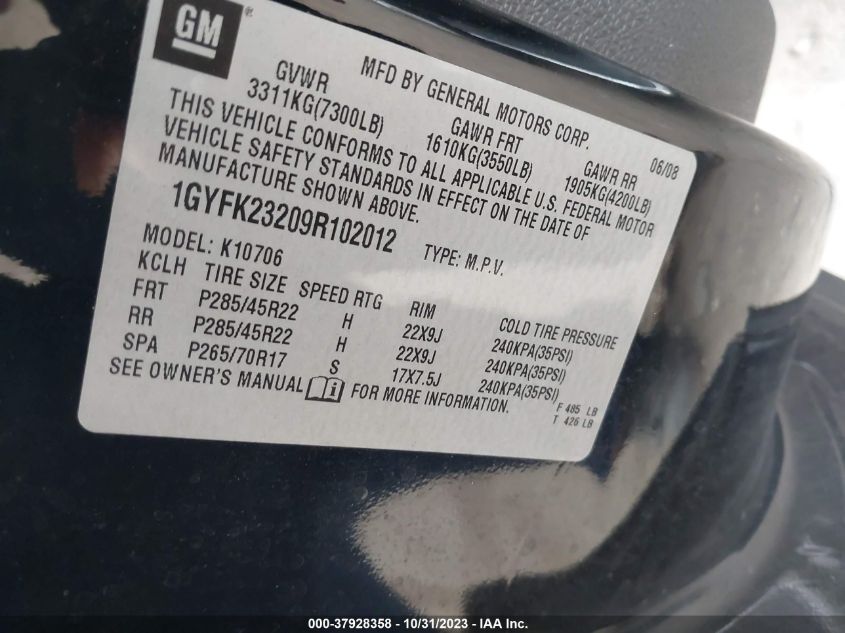 GM
MFD BY GENERAL MOTORS CORP. 06/08
GVWR GAWR FRT GAWR RR
3311KG(7300LB) 1610KG(3550LB) 1905KG(4200LB)
THIS VEHICLE CONFORMS TO ALL APPLICABLE U.S. FEDERAL MOTOR
VEHICLE SAFETY STANDARDS IN EFFECT ON THE DATE OF
MANUFACTURE SHOWN ABOVE.
1GYFK23209R102012 TYPE: M.P.V.
MODEL: K10706
KCLH TIRE SIZE SPEED RTG RIM COLD TIRE PRESSURE
FRT P285/45R22 H 22X9J 240KPA(35PSI)
RR P285/45R22 H 22X9J 240KPA(35PSI)
SPA P265/70R17 S 17X7.5J 240KPA(35PSI)
SEE OWNER'S MANUAL i FOR MORE INFORMATION.
F 485 LB
T 426 LB
000-37928358 - 10/31/2023 - IAA Inc.